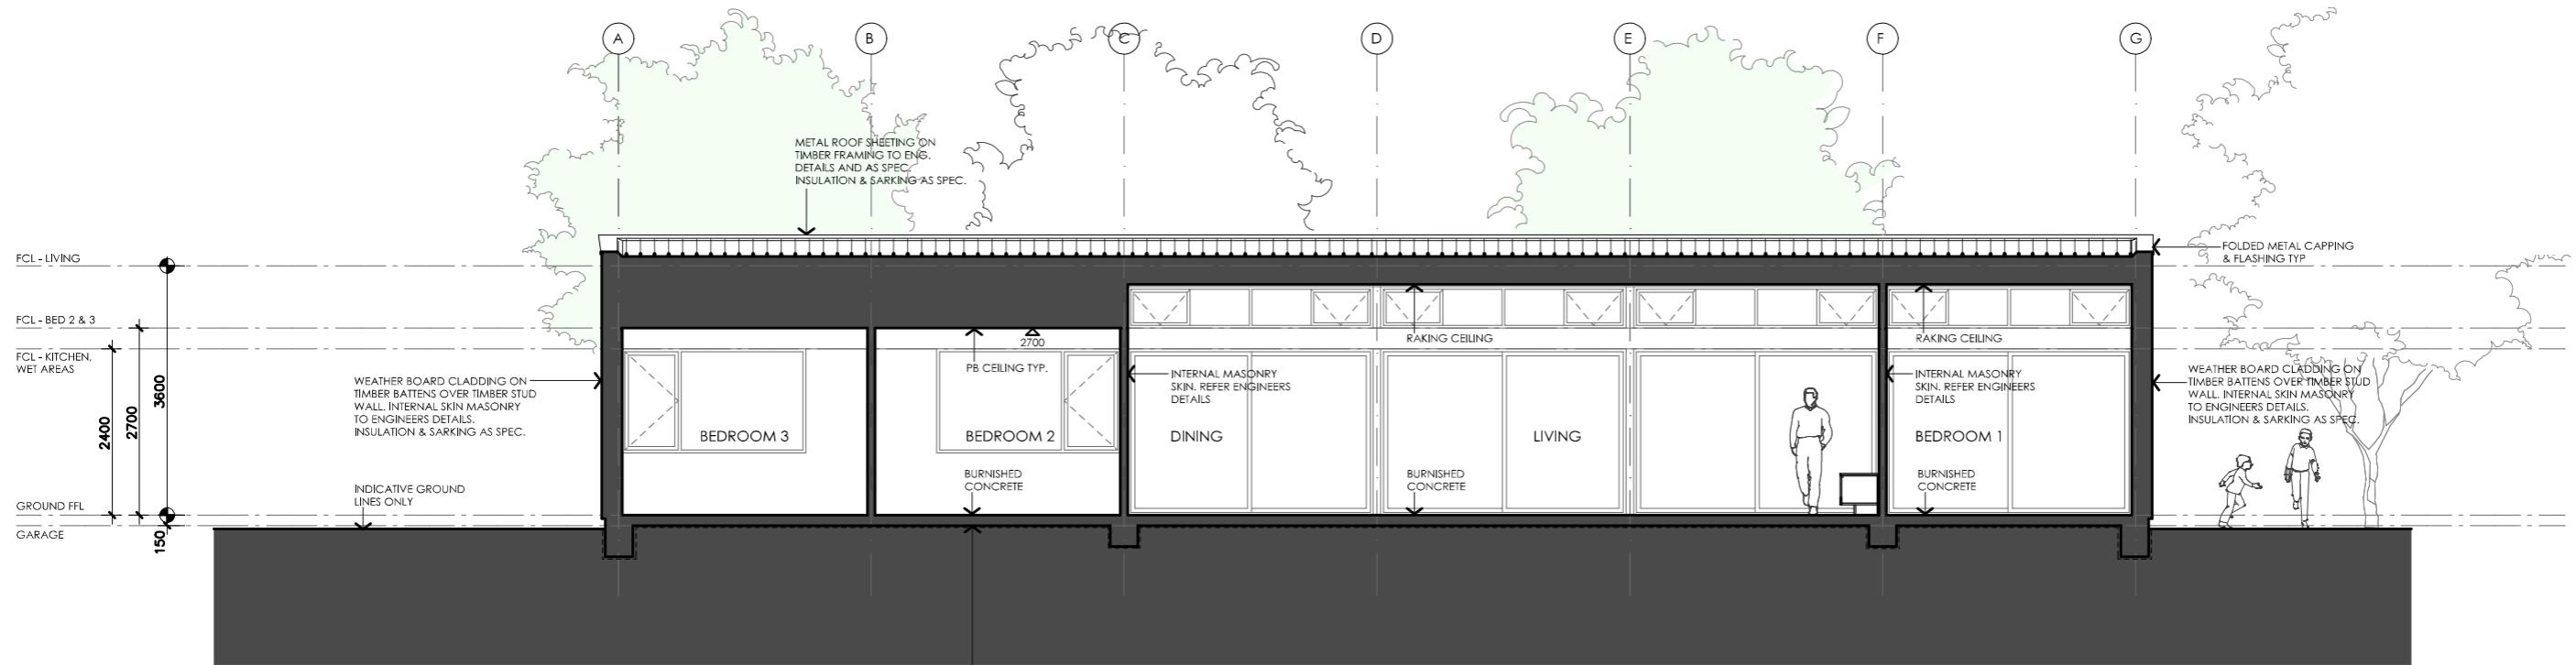 A
B
C
D
E
F
G
METAL ROOF SHEETING ON
TIMBER FRAMING TO ENG.
DETAILS AND AS SPEC.
INSULATION & SARKING AS SPEC.
FCL - LIVING
FOLDED METAL CAPPING
& FLASHING TYP
FCL - BED 2 & 3
FCL - KITCHEN,
WET AREAS
2700
PB CEILING TYP.
RAKING CEILING
RAKING CEILING
3600
2700
2400
150
WEATHER BOARD CLADDING ON
TIMBER BATTENS OVER TIMBER STUD
WALL. INTERNAL SKIN MASONRY
TO ENGINEERS DETAILS.
INSULATION & SARKING AS SPEC.
INTERNAL MASONRY
SKIN. REFER ENGINEERS
DETAILS
INTERNAL MASONRY
SKIN. REFER ENGINEERS
DETAILS
WEATHER BOARD CLADDING ON
TIMBER BATTENS OVER TIMBER STUD
WALL. INTERNAL SKIN MASONRY
TO ENGINEERS DETAILS.
INSULATION & SARKING AS SPEC.
BEDROOM 3
BEDROOM 2
DINING
LIVING
BEDROOM 1
INDICATIVE GROUND
LINES ONLY
BURNISHED
CONCRETE
BURNISHED
CONCRETE
BURNISHED
CONCRETE
GROUND FFL
GARAGE